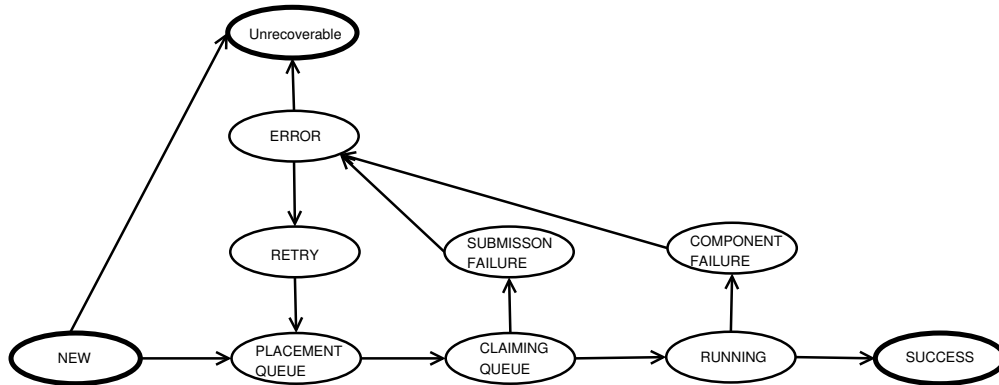 Unrecoverable
ERROR
RETRY
SUBMISSON
FAILURE
COMPONENT
FAILURE
NEW
PLACEMENT
QUEUE
CLAIMING
QUEUE
RUNNING
SUCCESS